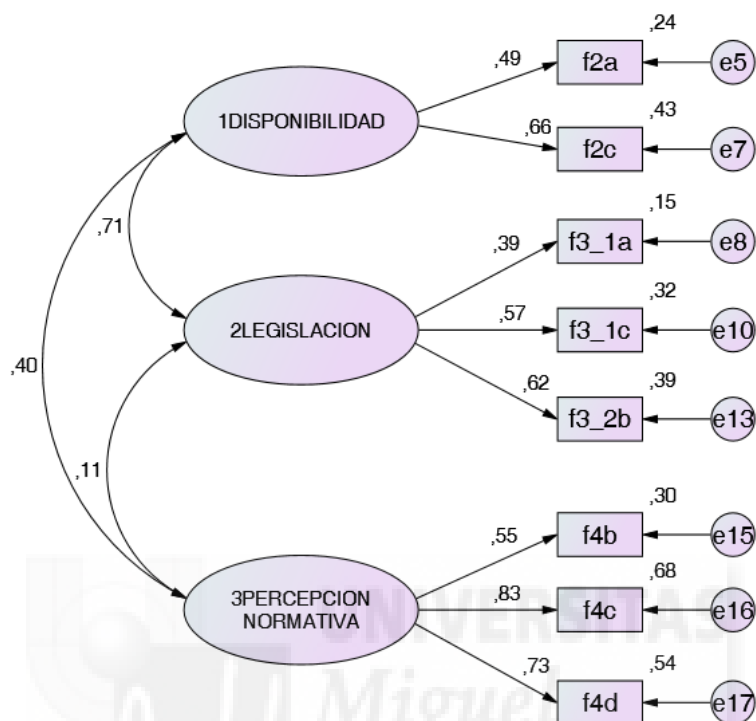 ,24
,49
f2a
e5
1DISPONIBILIDAD
,43
,66
f2c
e7
,15
,71
,39
f3_1a
e8
,32
2LEGISLACION
,57
f3_1c
e10
,40
,39
,62
f3_2b
e13
,11
,30
,55
f4b
e15
,68
3PERCEPCION
NORMATIVA
,83
f4c
e16
UNIVERSITAS
,54
,73
f4d
e17
Miguel